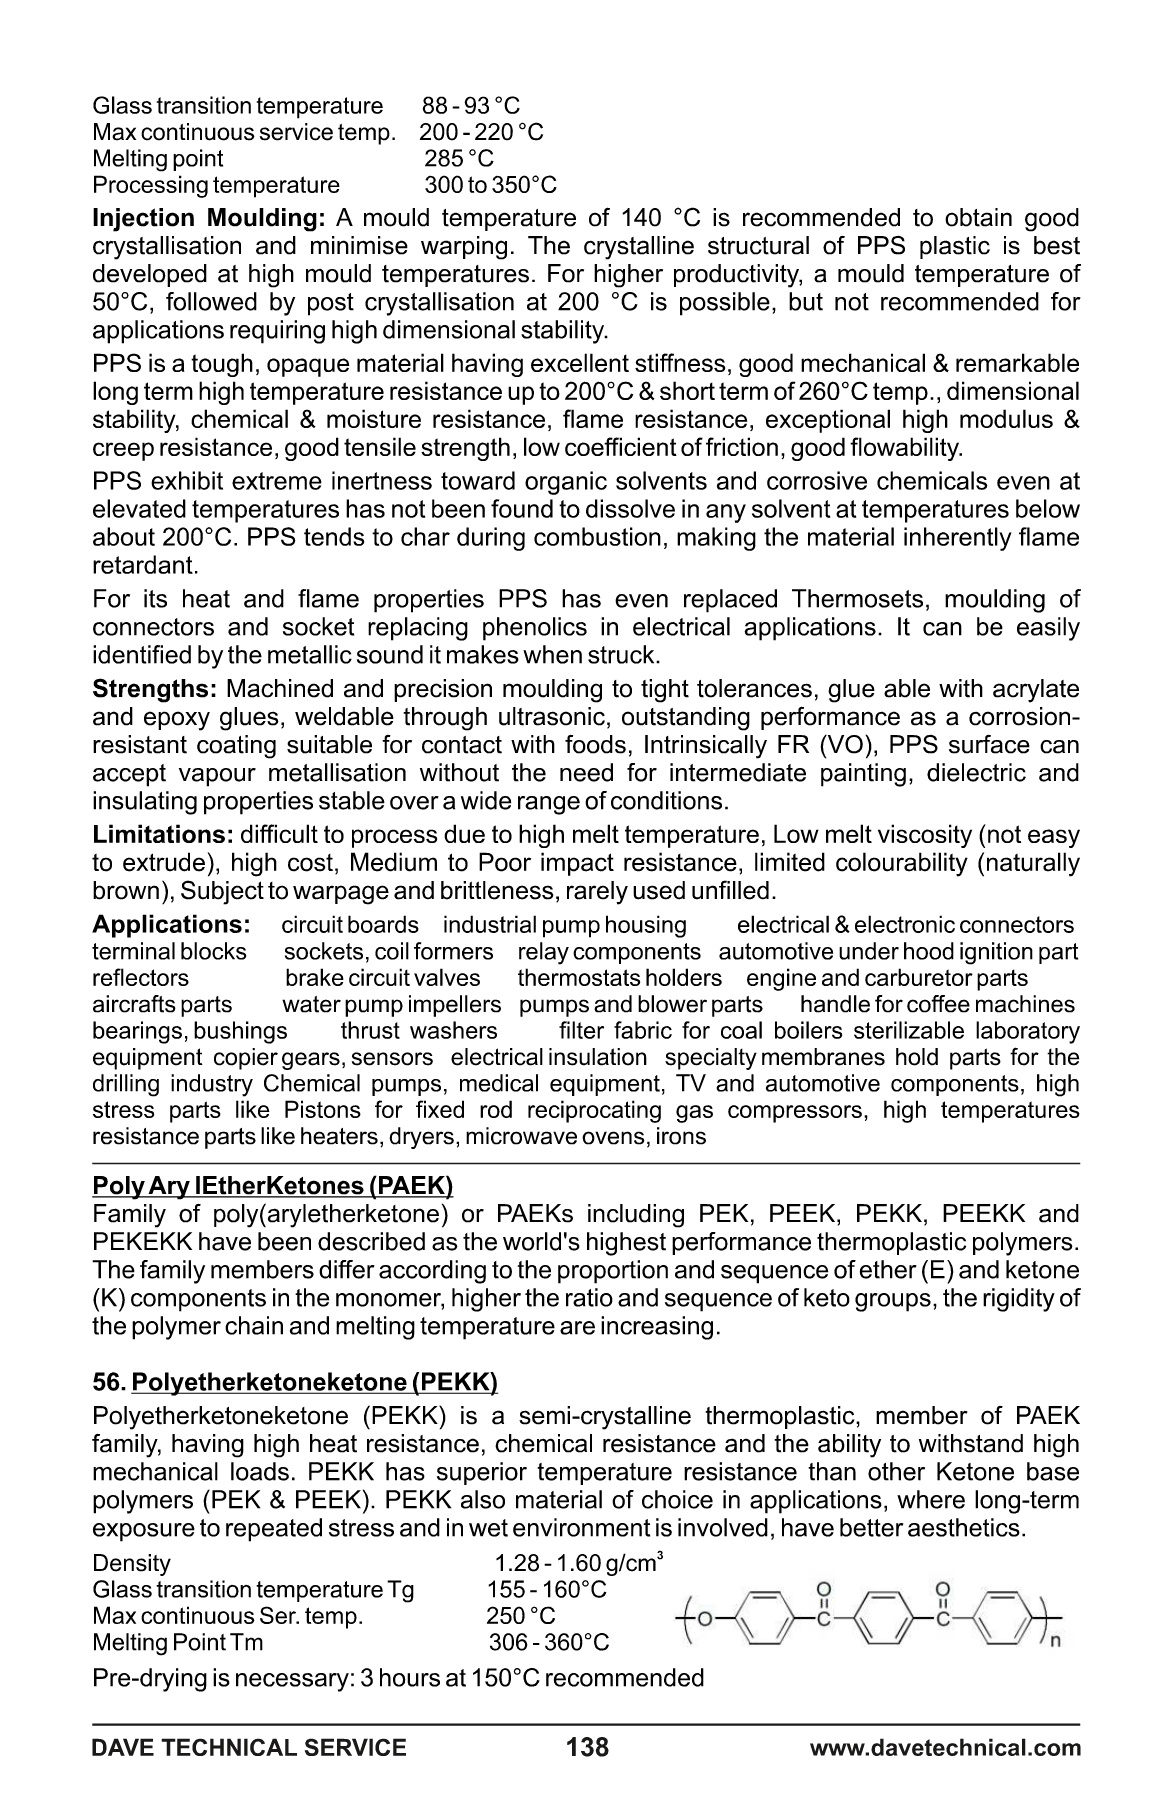 Glass transition temperature 88 - 93 °C
Max continuous service temp. 200 - 220 °C
Melting point 285 °C
Processing temperature 300 to 350°C
Injection Moulding: A mould temperature of 140 °C is recommended to obtain good
crystallisation and minimise warping. The crystalline structural of PPS plastic is best
developed at high mould temperatures. For higher productivity, a mould temperature of
50°C, followed by post crystallisation at 200 °C is possible, but not recommended for
applications requiring high dimensional stability.
PPS is a tough, opaque material having excellent stiffness, good mechanical & remarkable
long term high temperature resistance up to 200°C & short term of 260°C temp., dimensional
stability, chemical & moisture resistance, flame resistance, exceptional high modulus &
creep resistance, good tensile strength, low coefficient of friction, good flowability.
PPS exhibit extreme inertness toward organic solvents and corrosive chemicals even at
elevated temperatures has not been found to dissolve in any solvent at temperatures below
about 200°C. PPS tends to char during combustion, making the material inherently flame
retardant.
For its heat and flame properties PPS has even replaced Thermosets, moulding of
connectors and socket replacing phenolics in electrical applications. It can be easily
identified by the metallic sound it makes when struck.
Strengths: Machined and precision moulding to tight tolerances, glue able with acrylate
and epoxy glues, weldable through ultrasonic, outstanding performance as a corrosion-
resistant coating suitable for contact with foods, Intrinsically FR (VO), PPS surface can
accept vapour metallisation without the need for intermediate painting, dielectric and
insulating properties stable over a wide range of conditions.
Limitations: difficult to process due to high melt temperature, Low melt viscosity (not easy
to extrude), high cost, Medium to Poor impact resistance, limited colourability (naturally
brown), Subject to warpage and brittleness, rarely used unfilled.
Applications: circuit boards industrial pump housing electrical & electronic connectors
terminal blocks sockets, coil formers relay components automotive under hood ignition part
reflectors brake circuit valves thermostats holders engine and carburetor parts
aircrafts parts water pump impellers pumps and blower parts handle for coffee machines
bearings, bushings thrust washers filter fabric for coal boilers sterilizable laboratory
equipment copier gears, sensors electrical insulation specialty membranes hold parts for the
drilling industry Chemical pumps, medical equipment, TV and automotive components, high
stress parts like Pistons for fixed rod reciprocating gas compressors, high temperatures
resistance parts like heaters, dryers, microwave ovens, irons
Poly Ary lEtherKetones (PAEK)
Family of poly(aryletherketone) or PAEKs including PEK, PEEK, PEKK, PEEKK and
PEKEKK have been described as the world's highest performance thermoplastic polymers.
The family members differ according to the proportion and sequence of ether (E) and ketone
(K) components in the monomer, higher the ratio and sequence of keto groups, the rigidity of
the polymer chain and melting temperature are increasing.
56. Polyetherketoneketone (PEKK)
Polyetherketoneketone (PEKK) is a semi-crystalline thermoplastic, member of PAEK
family, having high heat resistance, chemical resistance and the ability to withstand high
mechanical loads. PEKK has superior temperature resistance than other Ketone base
polymers (PEK & PEEK). PEKK also material of choice in applications, where long-term
exposure to repeated stress and in wet environment is involved, have better aesthetics.
Density 1.28 - 1.60 g/cm³
Glass transition temperature Tg 155 - 160°C
Max continuous Ser. temp. 250 °C
Melting Point Tm 306 - 360°C
O O
O C C
n
Pre-drying is necessary: 3 hours at 150°C recommended
DAVE TECHNICAL SERVICE 138 www.davetechnical.com